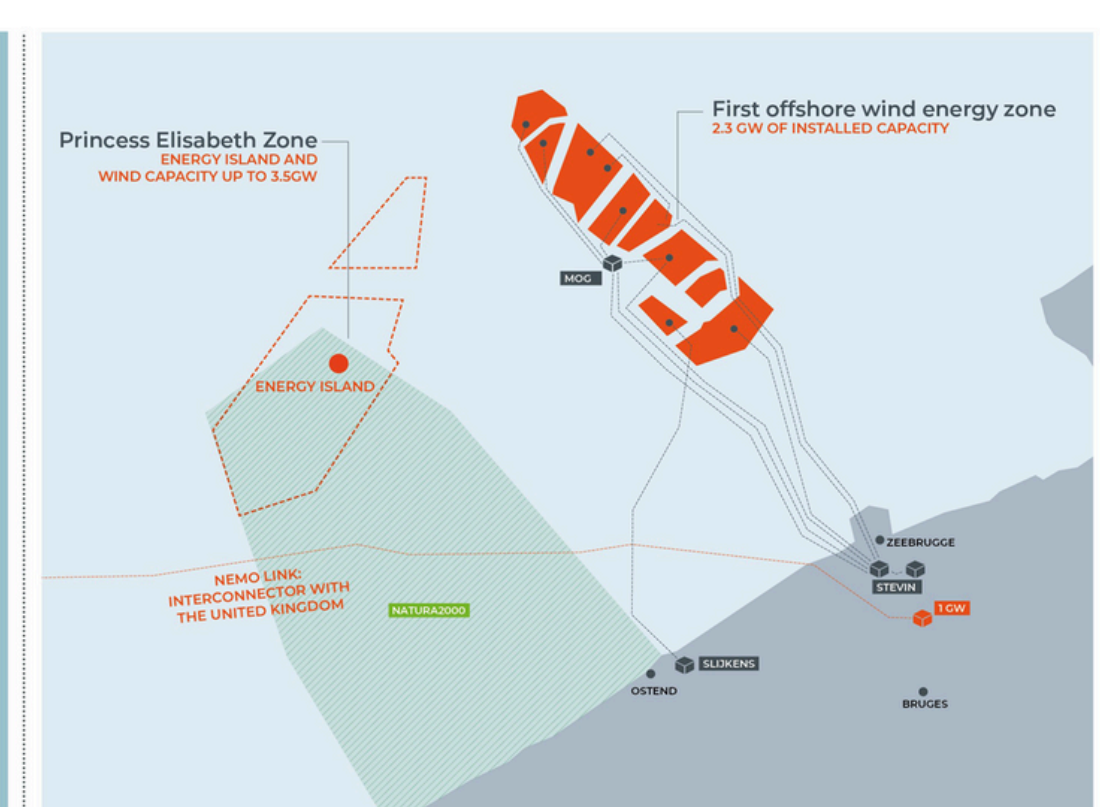 Princess Elisabeth Zone
ENERGY ISLAND AND
WIND CAPACITY UP TO 3.5GW
First offshore wind energy zone
2.3 GW OF INSTALLED CAPACITY
MOG
ENERGY ISLAND
ZEEBRUGGE
STEVIN
NEMO LINK:
INTERCONNECTOR WITH
THE UNITED KINGDOM
NATURA2000
1 GW
SLIJKENS
OSTEND
BRUGES